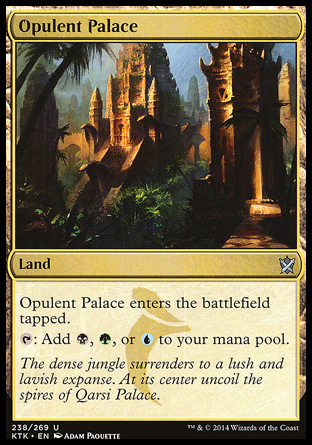 Opulent Palace
Land
Opulent Palace enters the battlefield
tapped.
: Add , , or to your mana pool.
The dense jungle surrenders to a lush and
lavish expanse. At its center uncoil the
spires of Qarsi Palace.
238/269 U
KTK • EN Adam Paquette
™ & © 2014 Wizards of the Coast